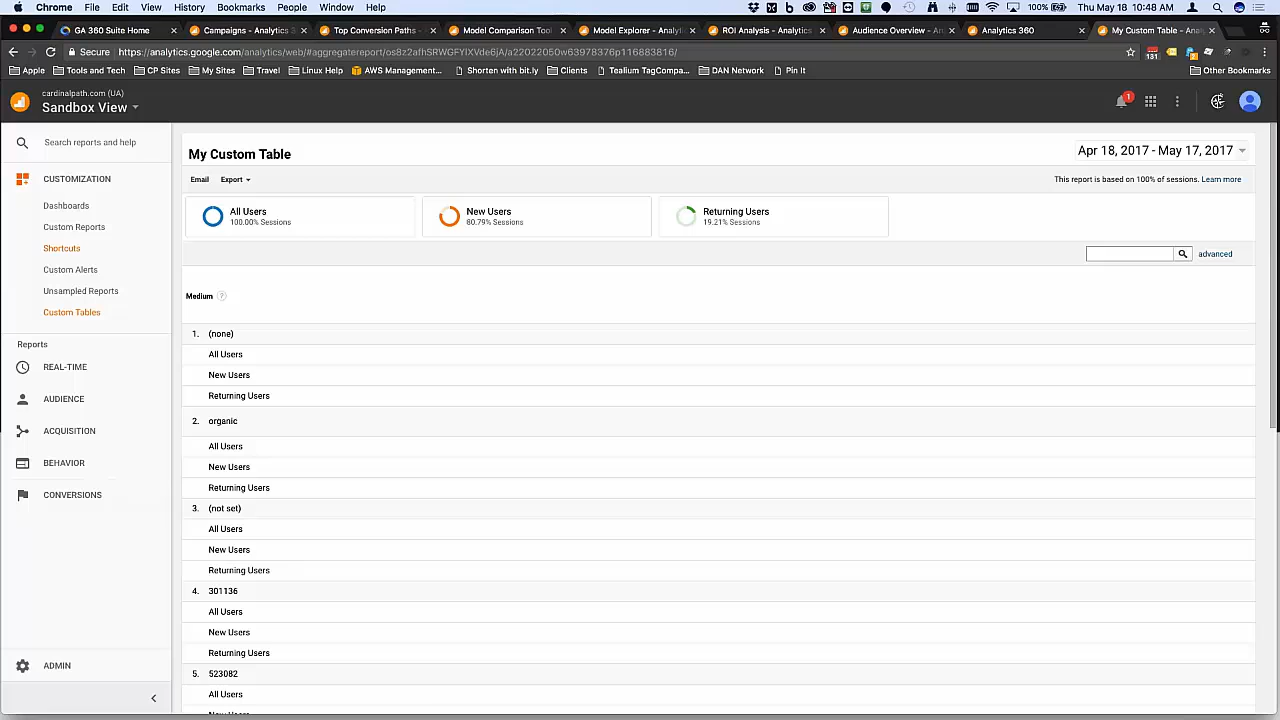 Chrome File Edit View History Bookmarks People Window Help 100% Thu May 18 10:48 AM
GA 360 Suite Home Campaigns - Analytics 3 Top Conversion Paths - Model Comparison Tool Model Explorer - Analytics ROI Analysis - Analytics Audience Overview - Analytics 360 My Custom Table - Analy
Secure https://analytics.google.com/analytics/web/#aggregatereport/os8z2afhSRWGFYIXVde6jA/a22022050w63978376p116883816/ 131
Apple Tools and Tech CP Sites My Sites Travel Linux Help AWS Management... Shorten with bit.ly Clients Tealium TagCompa... DAN Network Pin It Other Bookmarks
cardinalpath.com (UA)
Sandbox View
1
Search reports and help
CUSTOMIZATION
Dashboards
Custom Reports
Shortcuts
Custom Alerts
Unsampled Reports
Custom Tables
Reports
REAL-TIME
AUDIENCE
ACQUISITION
BEHAVIOR
CONVERSIONS
ADMIN
My Custom Table
Apr 18, 2017 - May 17, 2017
Email Export
This report is based on 100% of sessions. Learn more
All Users
100.00% Sessions
New Users
80.79% Sessions
Returning Users
19.21% Sessions
advanced
Medium ?
1. (none)
All Users
New Users
Returning Users
2. organic
All Users
New Users
Returning Users
3. (not set)
All Users
New Users
Returning Users
4. 301136
All Users
New Users
Returning Users
5. 523082
All Users
New Users